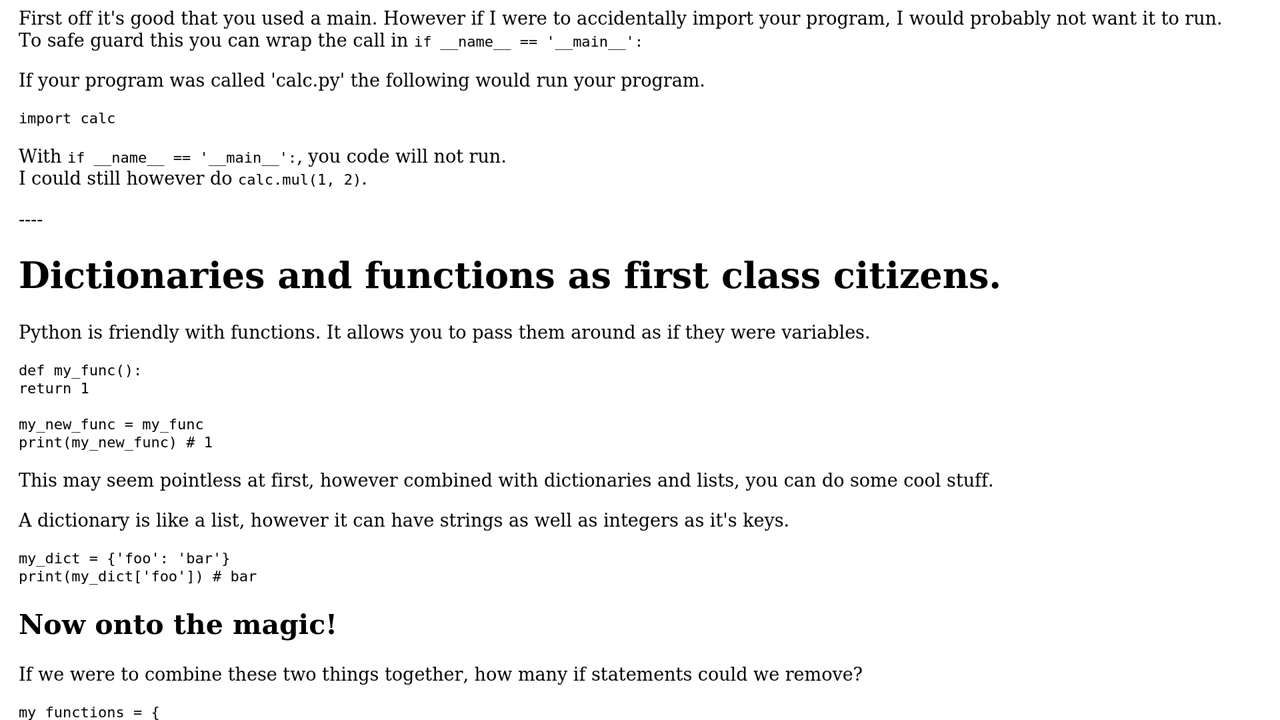 First off it's good that you used a main. However if I were to accidentally import your program, I would probably not want it to run.
To safe guard this you can wrap the call in if __name__ == '__main__':
If your program was called 'calc.py' the following would run your program.
import calc
With if __name__ == '__main__':, you code will not run.
I could still however do calc.mul(1, 2).
----
Dictionaries and functions as first class citizens.
Python is friendly with functions. It allows you to pass them around as if they were variables.
def my_func():
return 1
my_new_func = my_func
print(my_new_func) # 1
This may seem pointless at first, however combined with dictionaries and lists, you can do some cool stuff.
A dictionary is like a list, however it can have strings as well as integers as it's keys.
my_dict = {'foo': 'bar'}
print(my_dict['foo']) # bar
Now onto the magic!
If we were to combine these two things together, how many if statements could we remove?
my_functions = {